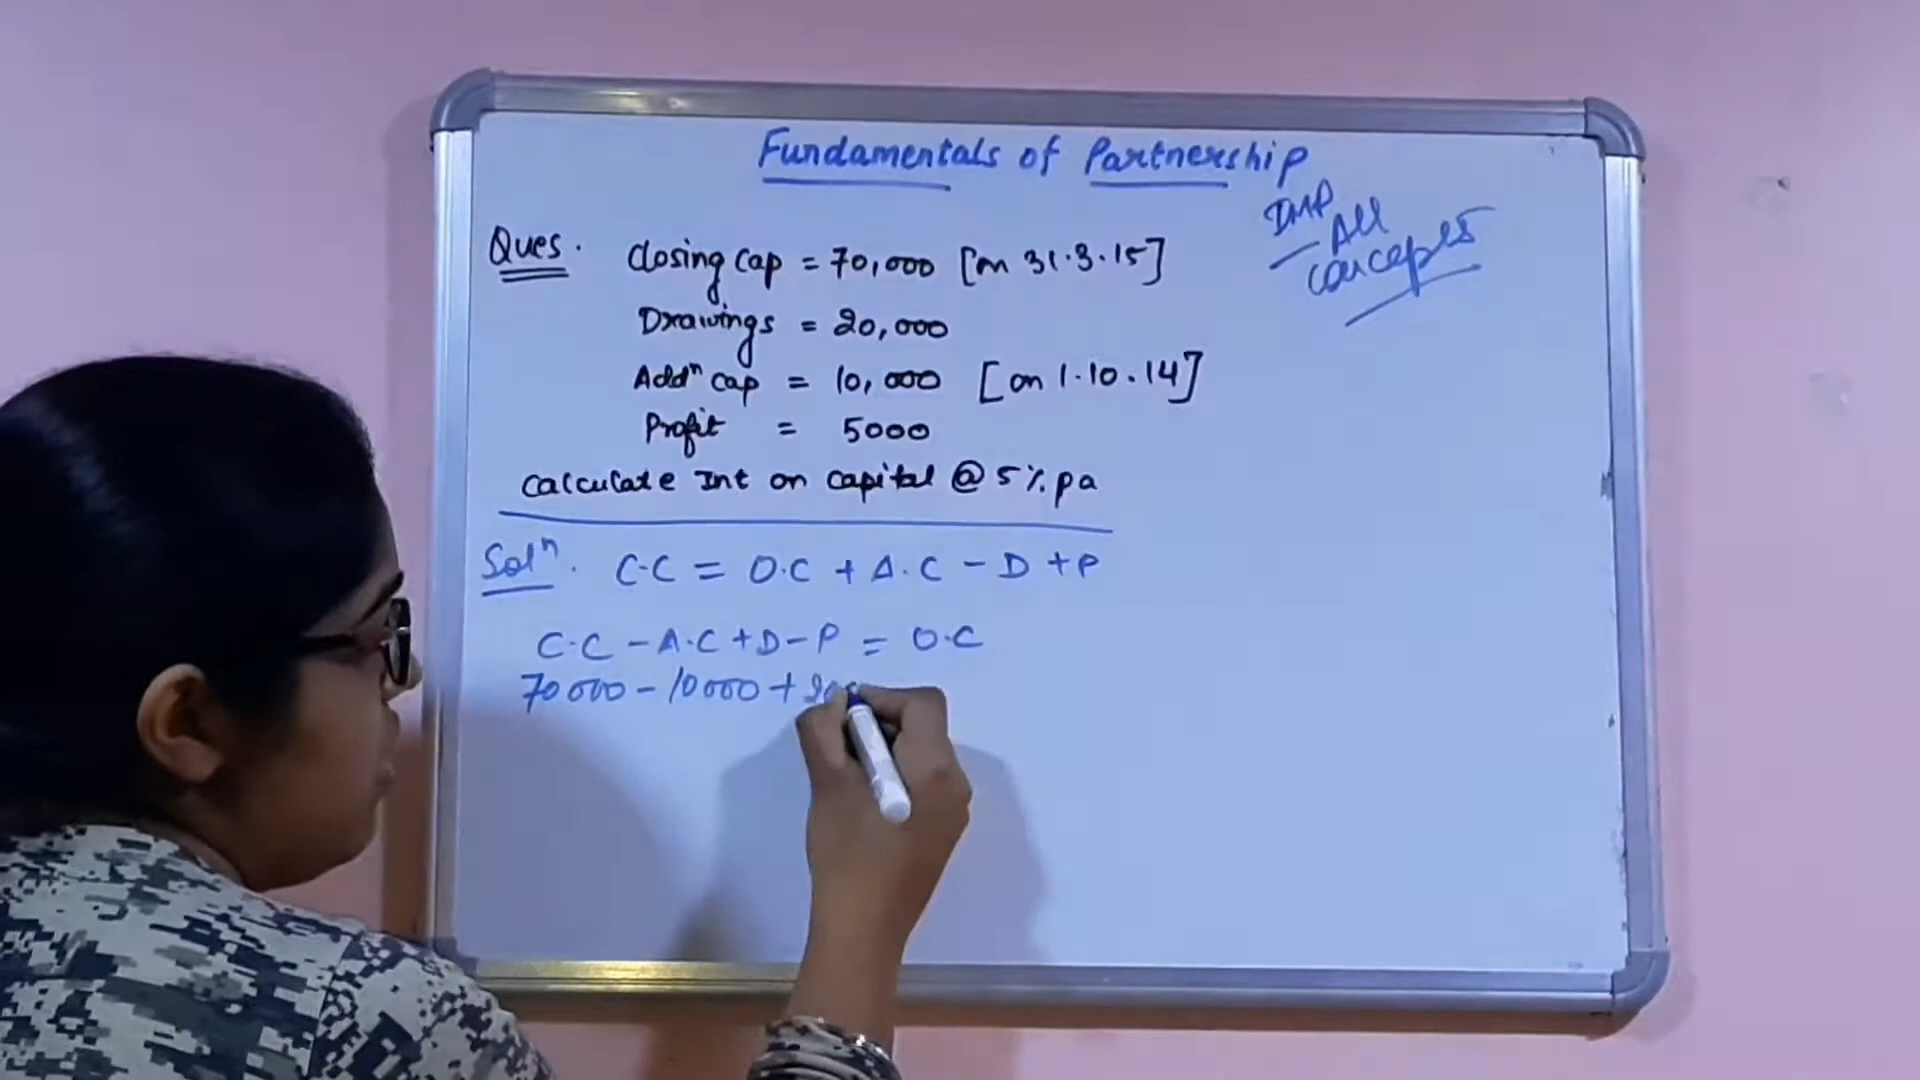 Fundamentals of Partnership
IMP
All
concepts
Ques. Closing Cap = 70,000 [on 31.3.15]
Drawings = 20,000
Addⁿ Cap = 10,000 [on 1.10.14]
Profit = 5000
Calculate Int on capital @ 5% pa
Solⁿ. C.C = O.C + A.C - D + P
C.C - A.C + D - P = O.C
70000 - 10000 +